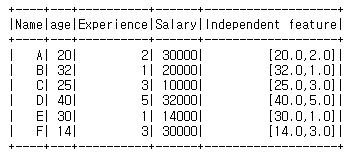 +----+---+----------+------+-------------------+
|Name|age|Experience|Salary|Independent feature|
+----+---+----------+------+-------------------+
|   A| 20|         2| 30000|         [20.0,2.0]|
|   B| 32|         1| 20000|         [32.0,1.0]|
|   C| 25|         3| 10000|         [25.0,3.0]|
|   D| 40|         5| 32000|         [40.0,5.0]|
|   E| 30|         1| 14000|         [30.0,1.0]|
|   F| 14|         3| 30000|         [14.0,3.0]|
+----+---+----------+------+-------------------+